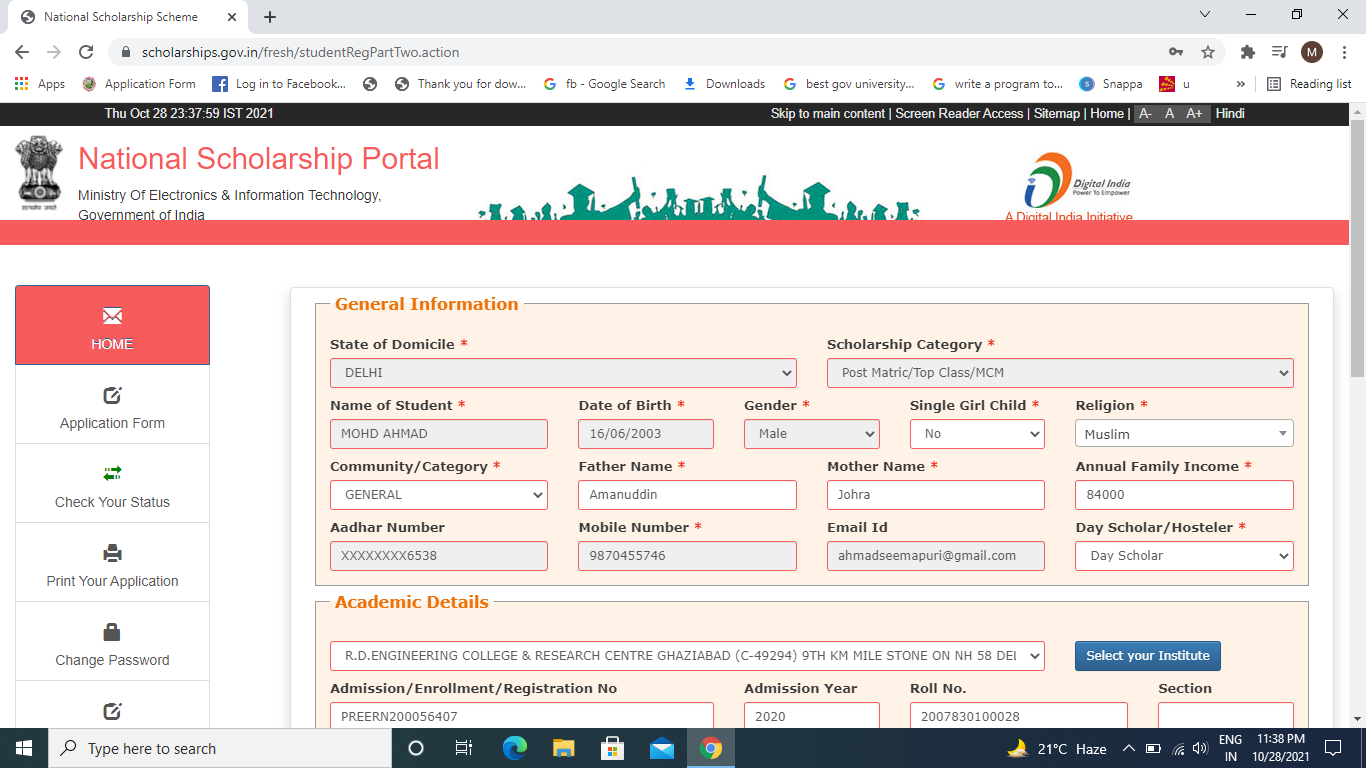 National Scholarship Scheme
scholarships.gov.in/fresh/studentRegPartTwo.action
M
Apps Application Form Log in to Facebook... Thank you for dow... fb - Google Search Downloads best gov university... write a program to... Snappa u » Reading list
Thu Oct 28 23:37:59 IST 2021 Skip to main content | Screen Reader Access | Sitemap | Home | A- A A+ Hindi
National Scholarship Portal
Ministry Of Electronics & Information Technology,
Government of India
सत्यमेव जयते
Digital India
Power To Empower
A Digital India Initiative
HOME
Application Form
Check Your Status
Print Your Application
Change Password
General Information
State of Domicile * Scholarship Category *
DELHI Post Matric/Top Class/MCM
Name of Student * Date of Birth * Gender * Single Girl Child * Religion *
MOHD AHMAD 16/06/2003 Male No Muslim
Community/Category * Father Name * Mother Name * Annual Family Income *
GENERAL Amanuddin Johra 84000
Aadhar Number Mobile Number * Email Id Day Scholar/Hosteler *
XXXXXXXX6538 9870455746 ahmadseemapuri@gmail.com Day Scholar
Academic Details
R.D.ENGINEERING COLLEGE & RESEARCH CENTRE GHAZIABAD (C-49294) 9TH KM MILE STONE ON NH 58 DEL Select your Institute
Admission/Enrollment/Registration No Admission Year Roll No. Section
PREERN200056407 2020 2007830100028
Type here to search 21°C Haze ENG 11:38 PM
IN 10/28/2021